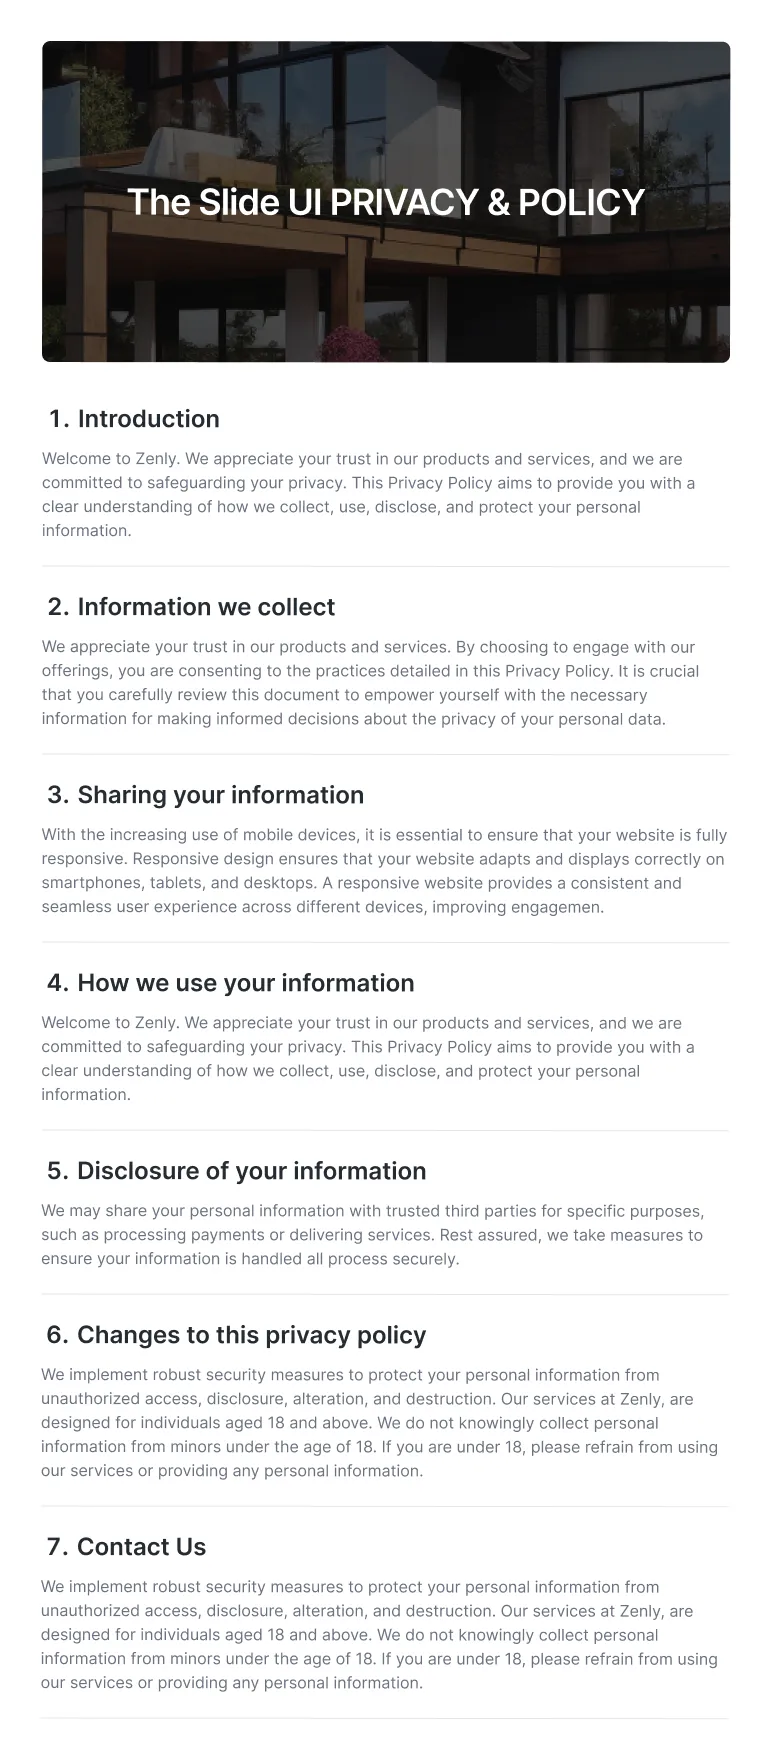 The Slide UI PRIVACY & POLICY
1. Introduction
Welcome to Zenly. We appreciate your trust in our products and services, and we are
committed to safeguarding your privacy. This Privacy Policy aims to provide you with a
clear understanding of how we collect, use, disclose, and protect your personal
information.
2. Information we collect
We appreciate your trust in our products and services. By choosing to engage with our
offerings, you are consenting to the practices detailed in this Privacy Policy. It is crucial
that you carefully review this document to empower yourself with the necessary
information for making informed decisions about the privacy of your personal data.
3. Sharing your information
With the increasing use of mobile devices, it is essential to ensure that your website is fully
responsive. Responsive design ensures that your website adapts and displays correctly on
smartphones, tablets, and desktops. A responsive website provides a consistent and
seamless user experience across different devices, improving engagemen.
4. How we use your information
Welcome to Zenly. We appreciate your trust in our products and services, and we are
committed to safeguarding your privacy. This Privacy Policy aims to provide you with a
clear understanding of how we collect, use, disclose, and protect your personal
information.
5. Disclosure of your information
We may share your personal information with trusted third parties for specific purposes,
such as processing payments or delivering services. Rest assured, we take measures to
ensure your information is handled all process securely.
6. Changes to this privacy policy
We implement robust security measures to protect your personal information from
unauthorized access, disclosure, alteration, and destruction. Our services at Zenly, are
designed for individuals aged 18 and above. We do not knowingly collect personal
information from minors under the age of 18. If you are under 18, please refrain from using
our services or providing any personal information.
7. Contact Us
We implement robust security measures to protect your personal information from
unauthorized access, disclosure, alteration, and destruction. Our services at Zenly, are
designed for individuals aged 18 and above. We do not knowingly collect personal
information from minors under the age of 18. If you are under 18, please refrain from using
our services or providing any personal information.